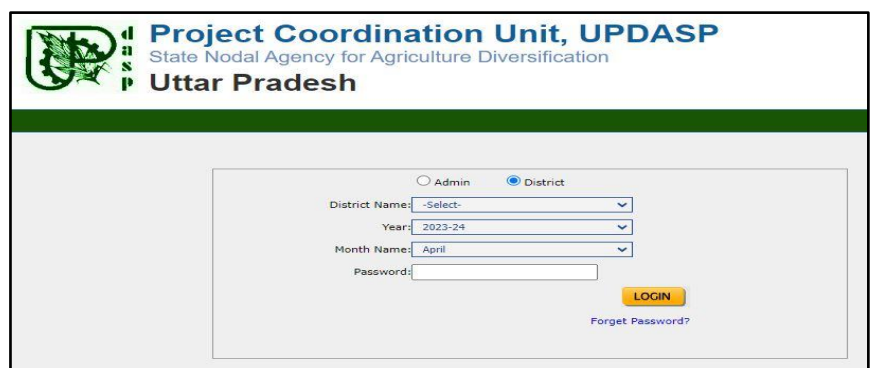 dasp
Project Coordination Unit, UPDASP
State Nodal Agency for Agriculture Diversification
Uttar Pradesh
Admin District
District Name: -Select-
Year: 2023-24
Month Name: April
Password:
LOGIN
Forget Password?